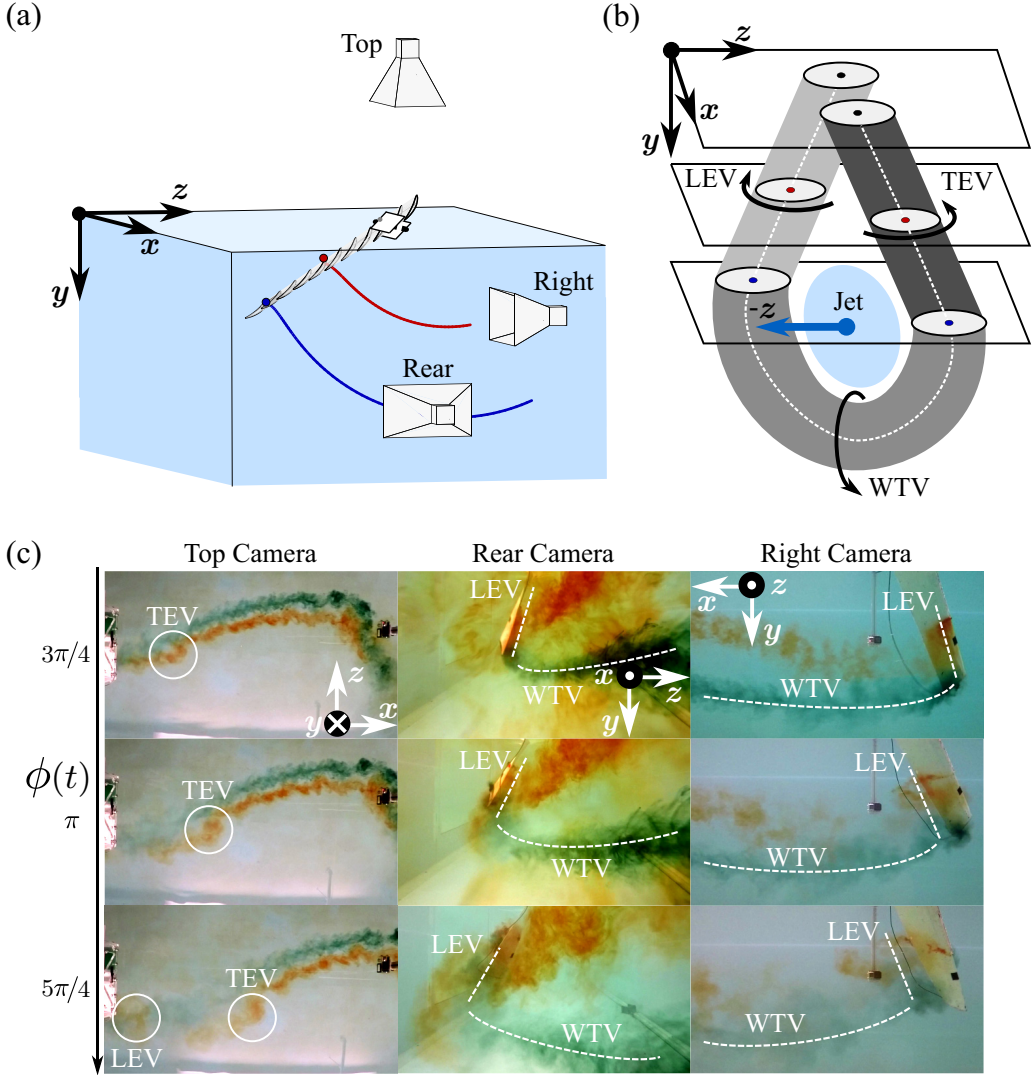 (a)
Top
z
x
y
Right
Rear
(b)
z
x
y
LEV
TEV
-z
Jet
WTV
(c)
Top Camera
Rear Camera
Right Camera
ϕ(t)
3π/4
TEV
z
y
x
LEV
WTV
x
z
y
x
z
y
LEV
WTV
π
TEV
LEV
WTV
LEV
WTV
5π/4
TEV
LEV
LEV
WTV
LEV
WTV